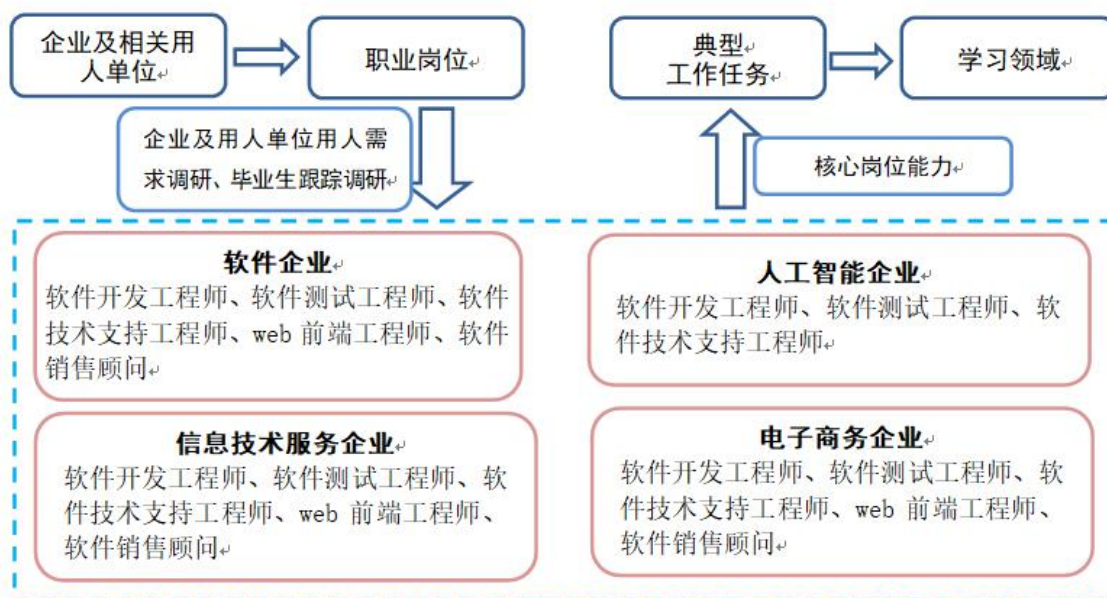 企业及相关用
人单位
职业岗位
典型
工作任务
学习领域
企业及用人单位用人需
求调研、毕业生跟踪调研
核心岗位能力
软件企业
软件开发工程师、软件测试工程师、软件
技术支持工程师、web 前端工程师、软件
销售顾问
人工智能企业
软件开发工程师、软件测试工程师、软
件技术支持工程师
信息技术服务企业
软件开发工程师、软件测试工程师、软
件技术支持工程师、web 前端工程师、
软件销售顾问
电子商务企业
软件开发工程师、软件测试工程师、软
件技术支持工程师、web 前端工程师、
软件销售顾问